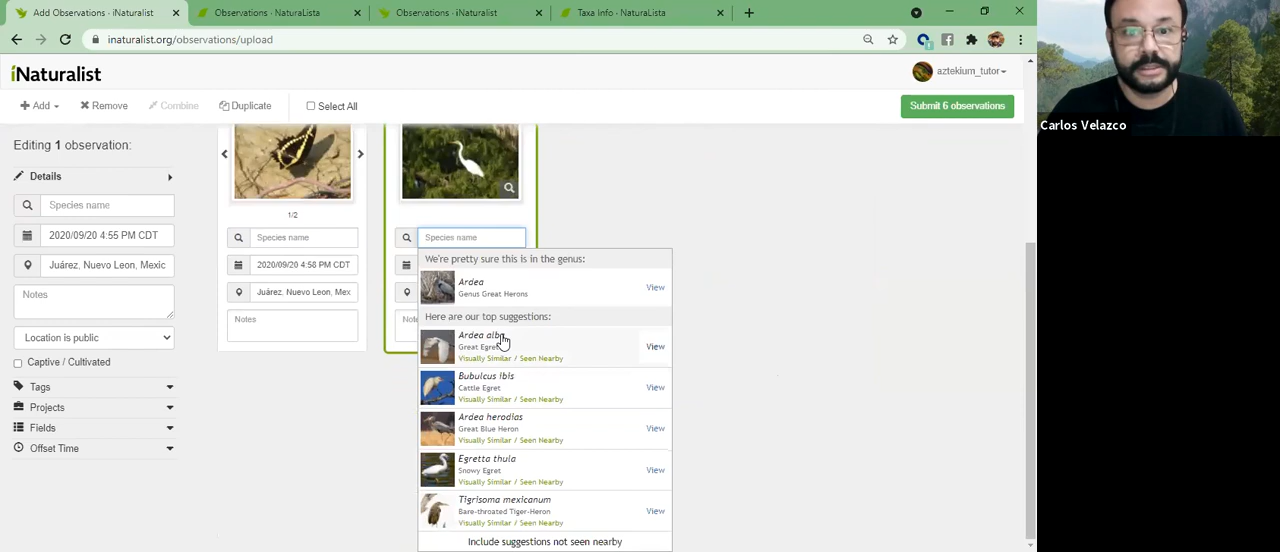 Add Observations · iNaturalist
Observations · NaturaLista
Observations · iNaturalist
Taxa Info · NaturaLista
inaturalist.org/observations/upload
iNaturalist
aztekium_tutor
Add
Remove
Combine
Duplicate
Select All
Submit 6 observations
Carlos Velazco
Editing 1 observation:
Details
Species name
2020/09/20 4:55 PM CDT
Juárez, Nuevo Leon, Mexic
Notes
Location is public
Captive / Cultivated
Tags
Projects
Fields
Offset Time
1/2
Species name
2020/09/20 4:58 PM CDT
Juárez, Nuevo Leon, Mex
Notes
Species name
We're pretty sure this is in the genus:
Ardea
Genus Great Herons
View
Here are our top suggestions:
Ardea alba
Great Egret
Visually Similar / Seen Nearby
View
Bubulcus ibis
Cattle Egret
Visually Similar / Seen Nearby
View
Ardea herodias
Great Blue Heron
Visually Similar / Seen Nearby
View
Egretta thula
Snowy Egret
Visually Similar / Seen Nearby
View
Tigrisoma mexicanum
Bare-throated Tiger-Heron
Visually Similar / Seen Nearby
View
Include suggestions not seen nearby